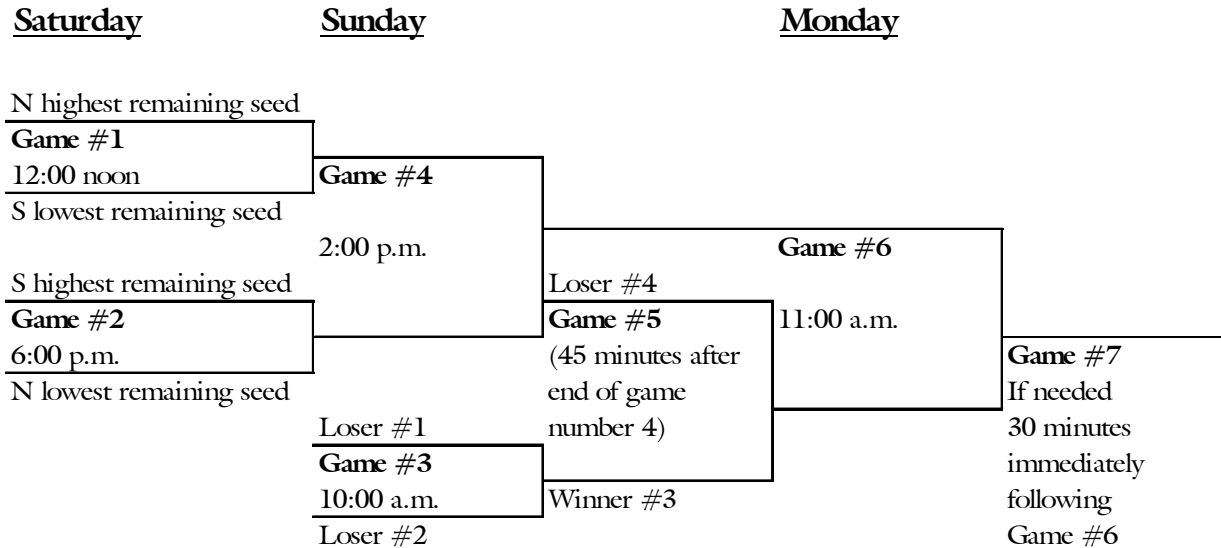 Saturday
Sunday
Monday
N highest remaining seed
Game #1
12:00 noon
S lowest remaining seed
S highest remaining seed
Game #2
6:00 p.m.
N lowest remaining seed
Game #4
2:00 p.m.
Loser #1
Game #3
10:00 a.m.
Loser #2
Loser #4
Game #5
(45 minutes after
end of game
number 4)
Winner #3
Game #6
11:00 a.m.
Game #7
If needed
30 minutes
immediately
following
Game #6